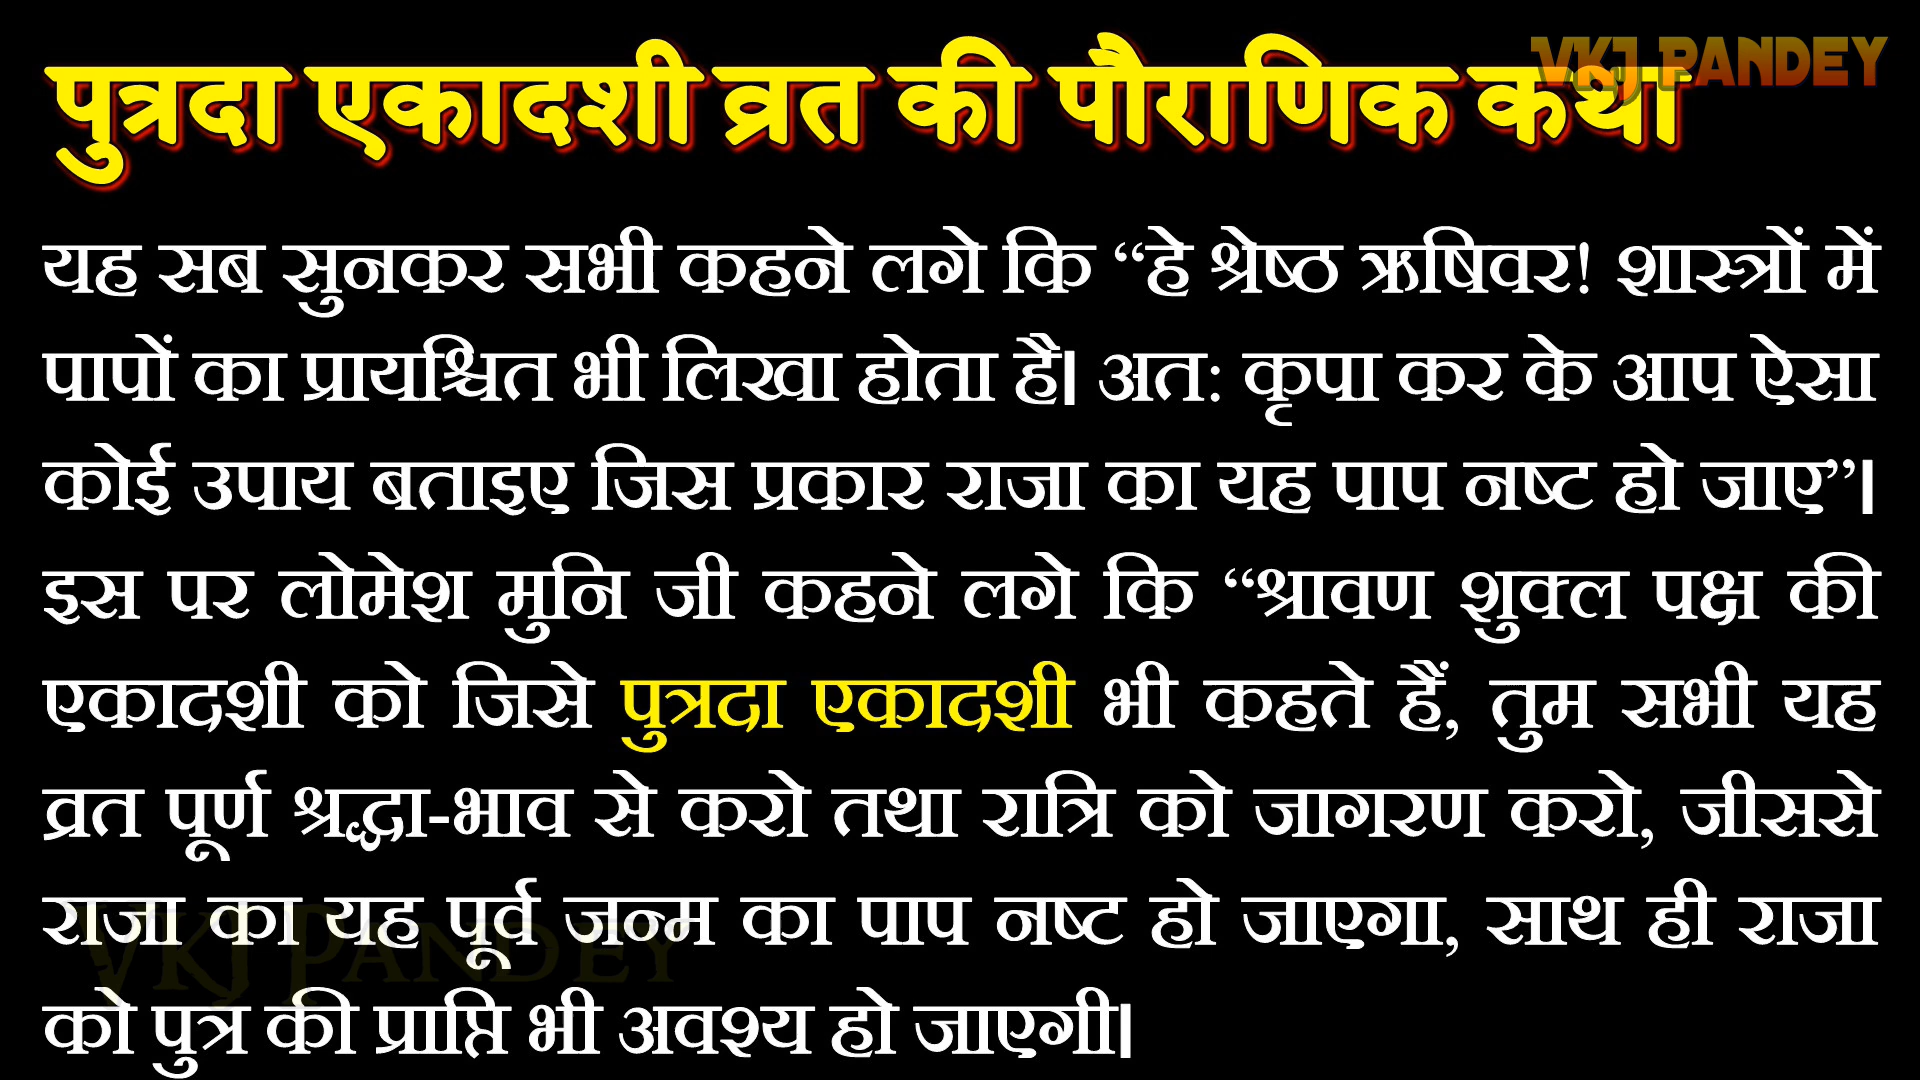 पुत्रदा एकादशी व्रत की पौराणिक कथा
VKJ PANDEY
यह सब सुनकर सभी कहने लगे कि “हे श्रेष्ठ ऋषिवर! शास्त्रों में
पापों का प्रायश्चित भी लिखा होता है। अत: कृपा कर के आप ऐसा
कोई उपाय बताइए जिस प्रकार राजा का यह पाप नष्ट हो जाए”।
इस पर लोमेश मुनि जी कहने लगे कि “श्रावण शुक्ल पक्ष की
एकादशी को जिसे पुत्रदा एकादशी भी कहते हैं, तुम सभी यह
व्रत पूर्ण श्रद्धा-भाव से करो तथा रात्रि को जागरण करो, जीससे
राजा का यह पूर्व जन्म का पाप नष्ट हो जाएगा, साथ ही राजा
VKJ PANDEY
को पुत्र की प्राप्ति भी अवश्य हो जाएगी।